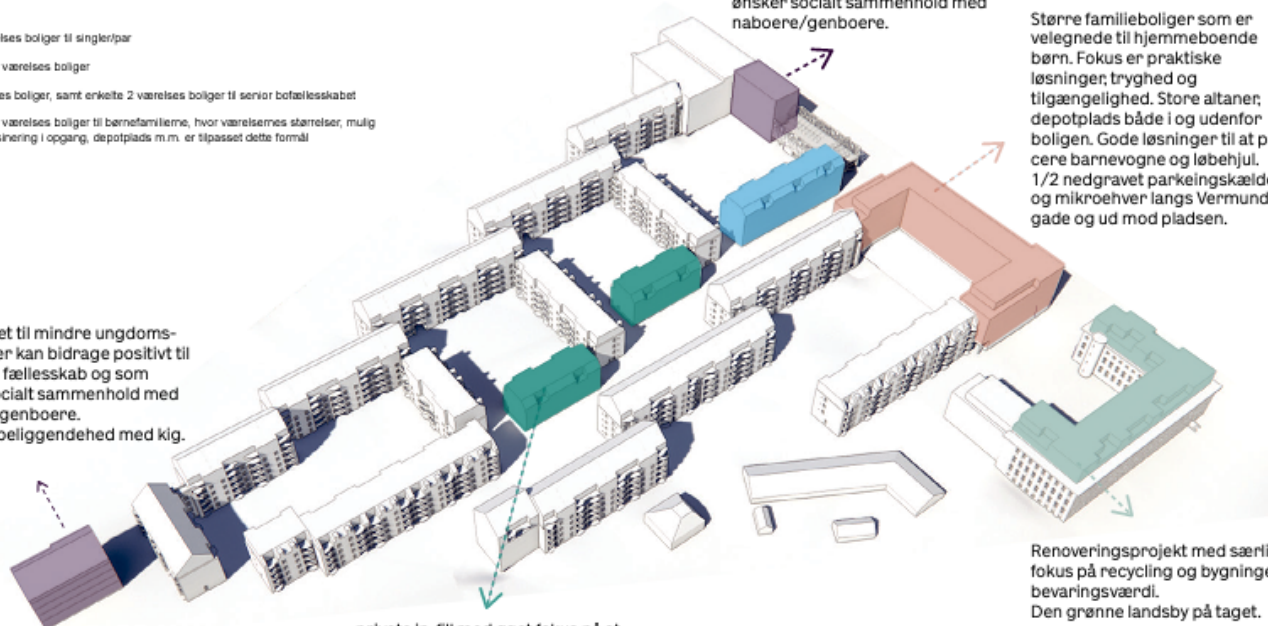 ønsker socialt sammenhold med
naboere/genboere.
lses boliger til singler/par
værelses boliger
es boliger, samt enkelte 2 værelses boliger til senior bofællesskabet
værelses boliger til børnefamilierne, hvor værelsernes størrelser, mulig
sinering i opgang, depotplads m.m. er tilpasset dette formål
Større familieboliger som er
velegnede til hjemmeboende
børn. Fokus er praktiske
løsninger, tryghed og
tilgængelighed. Store altaner,
depotplads både i og udenfor
boligen. Gode løsninger til at p
cere barnevogne og løbehjul.
1/2 nedgravet parkeingskælde
og mikroehver langs Vermund
gade og ud mod pladsen.
et til mindre ungdoms-
er kan bidrage positivt til
fællesskab og som
ocialt sammenhold med
genboere.
beliggendehed med kig.
Renoveringsprojekt med særli
fokus på recycling og bygninge
bevaringsværdi.
Den grønne landsby på taget.